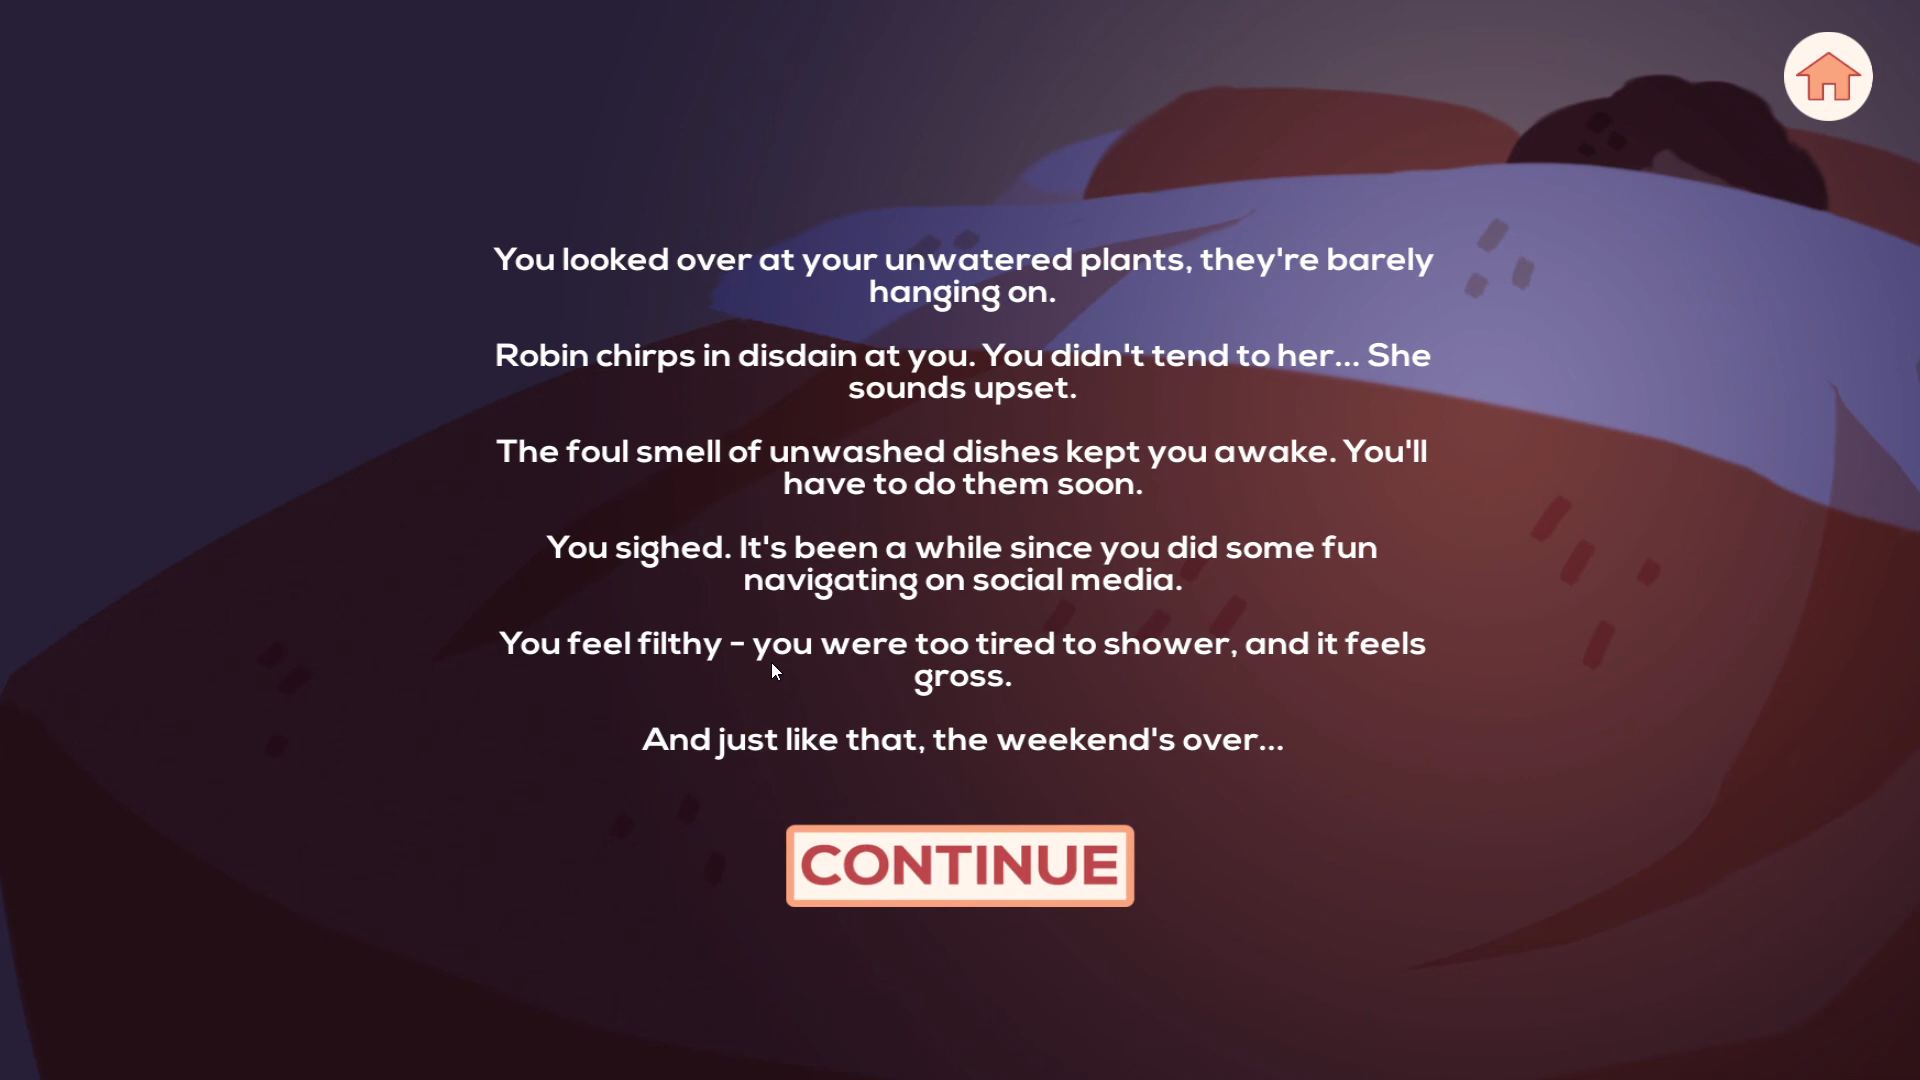 You looked over at your unwatered plants, they're barely
hanging on.
Robin chirps in disdain at you. You didn't tend to her... She
sounds upset.
The foul smell of unwashed dishes kept you awake. You'll
have to do them soon.
You sighed. It's been a while since you did some fun
navigating on social media.
You feel filthy - you were too tired to shower, and it feels
gross.
And just like that, the weekend's over...
CONTINUE